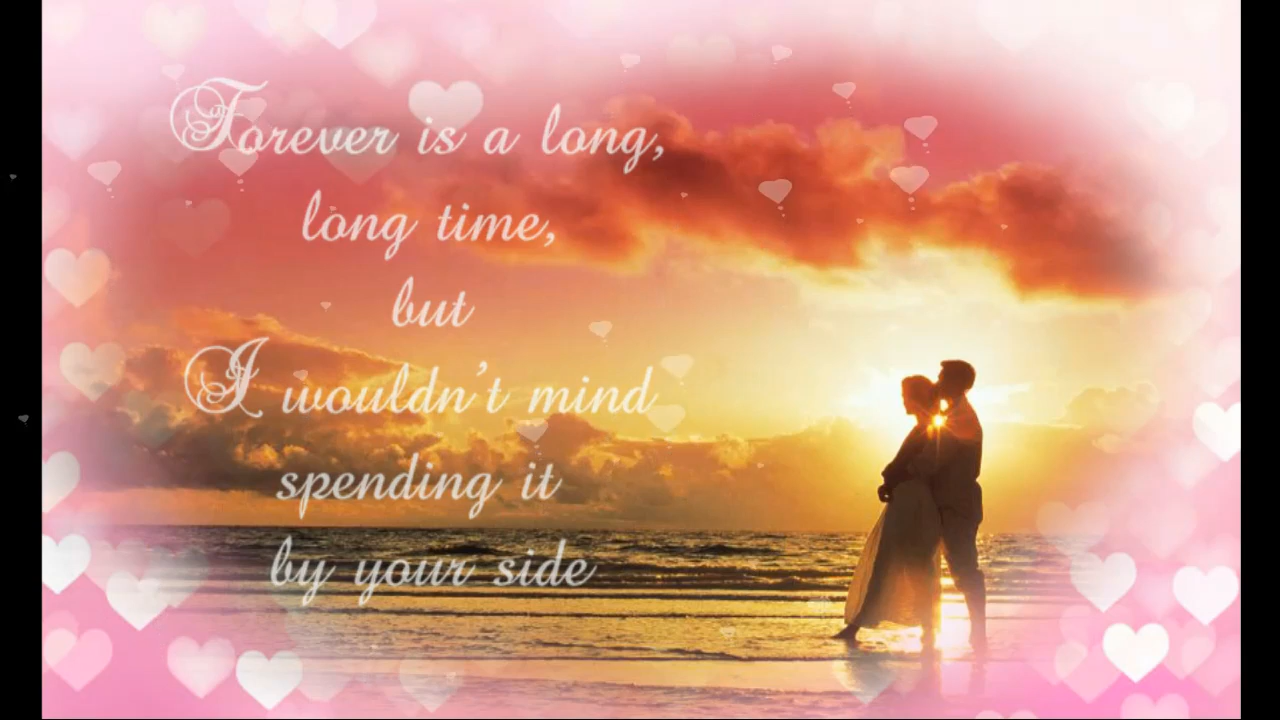 Forever is a long,
long time,
but
I wouldn't mind
spending it
by your side